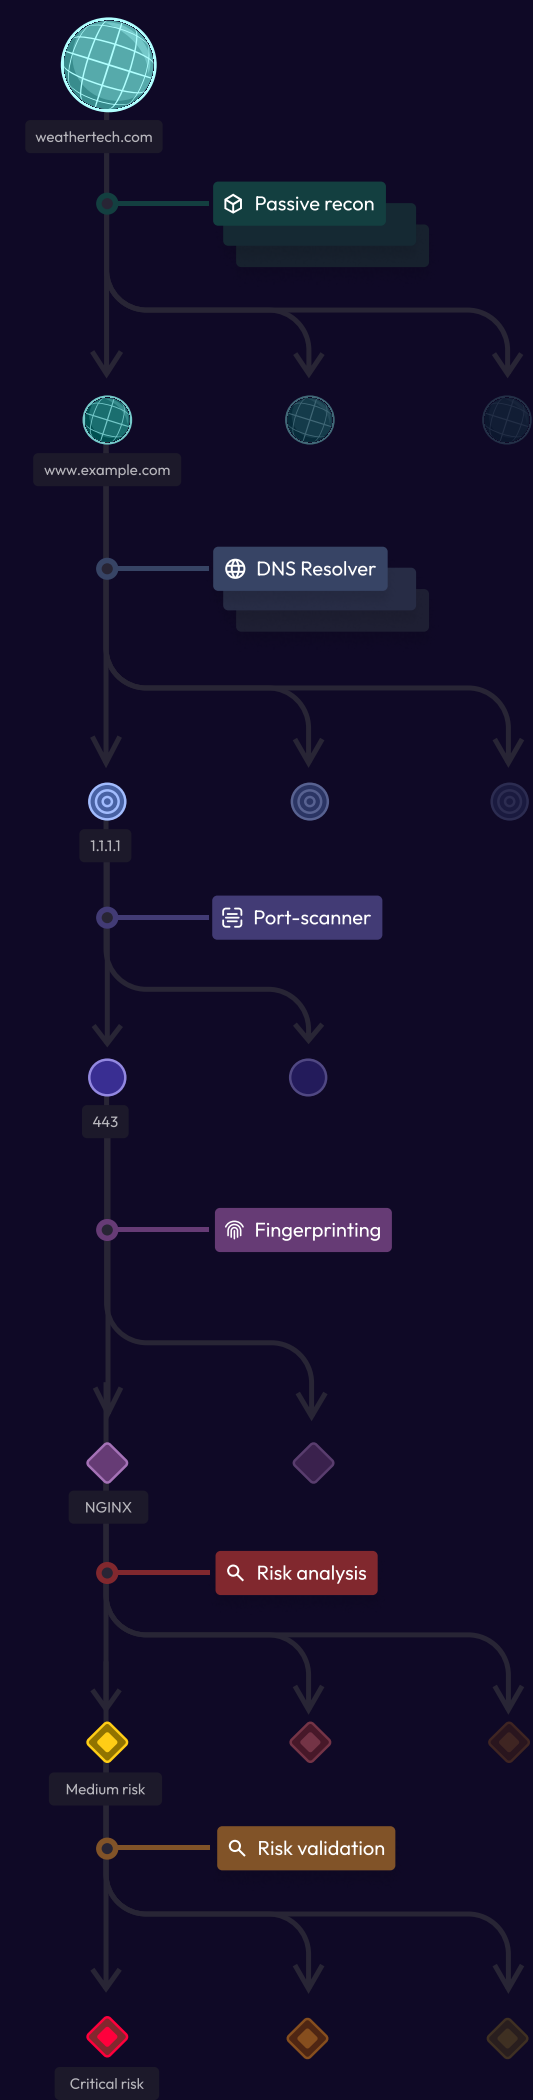 weathertech.com
Passive recon
www.example.com
DNS Resolver
1.1.1.1
Port-scanner
443
Fingerprinting
NGINX
Risk analysis
Medium risk
Risk validation
Critical risk